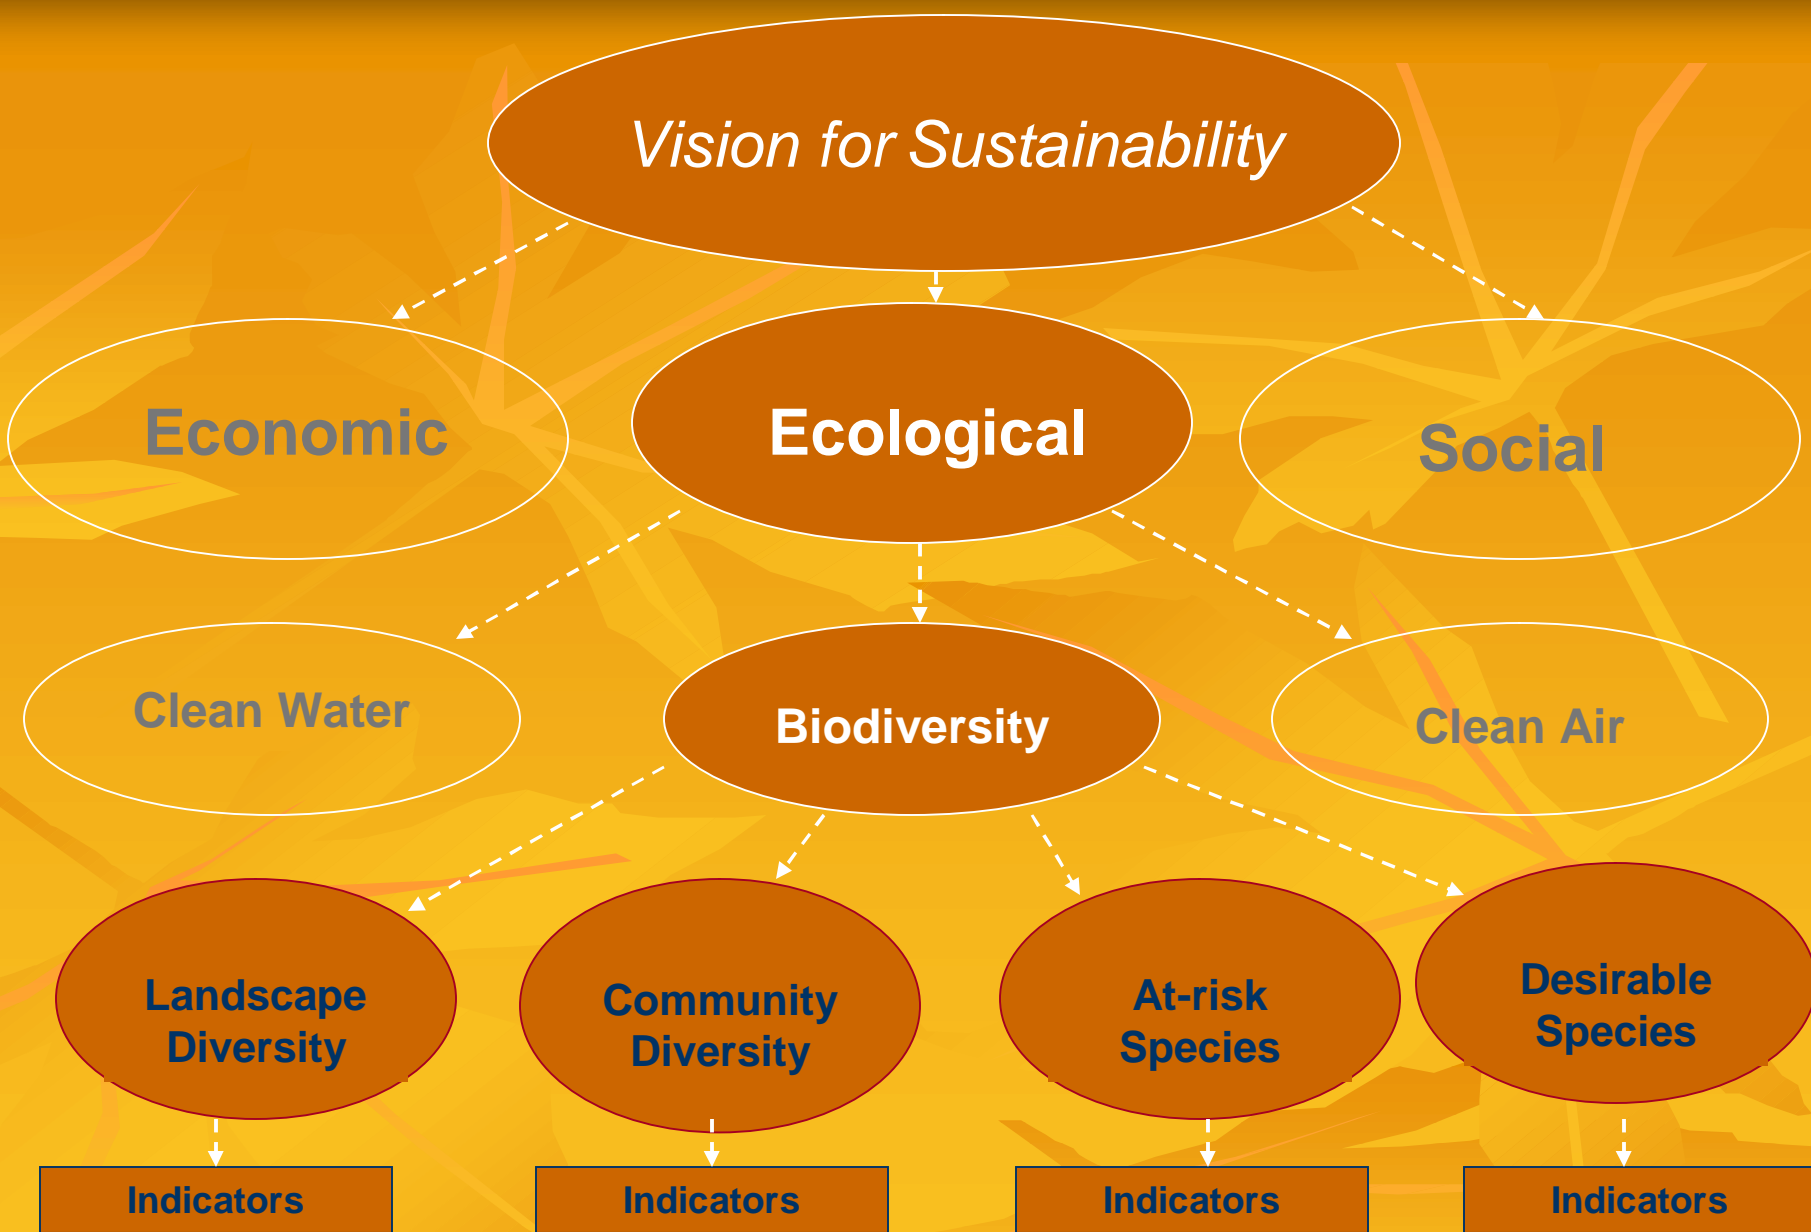 Vision for Sustainability
Economic
Ecological
Social
Clean Water
Biodiversity
Clean Air
Landscape
Diversity
Community
Diversity
At-risk
Species
Desirable
Species
Indicators
Indicators
Indicators
Indicators